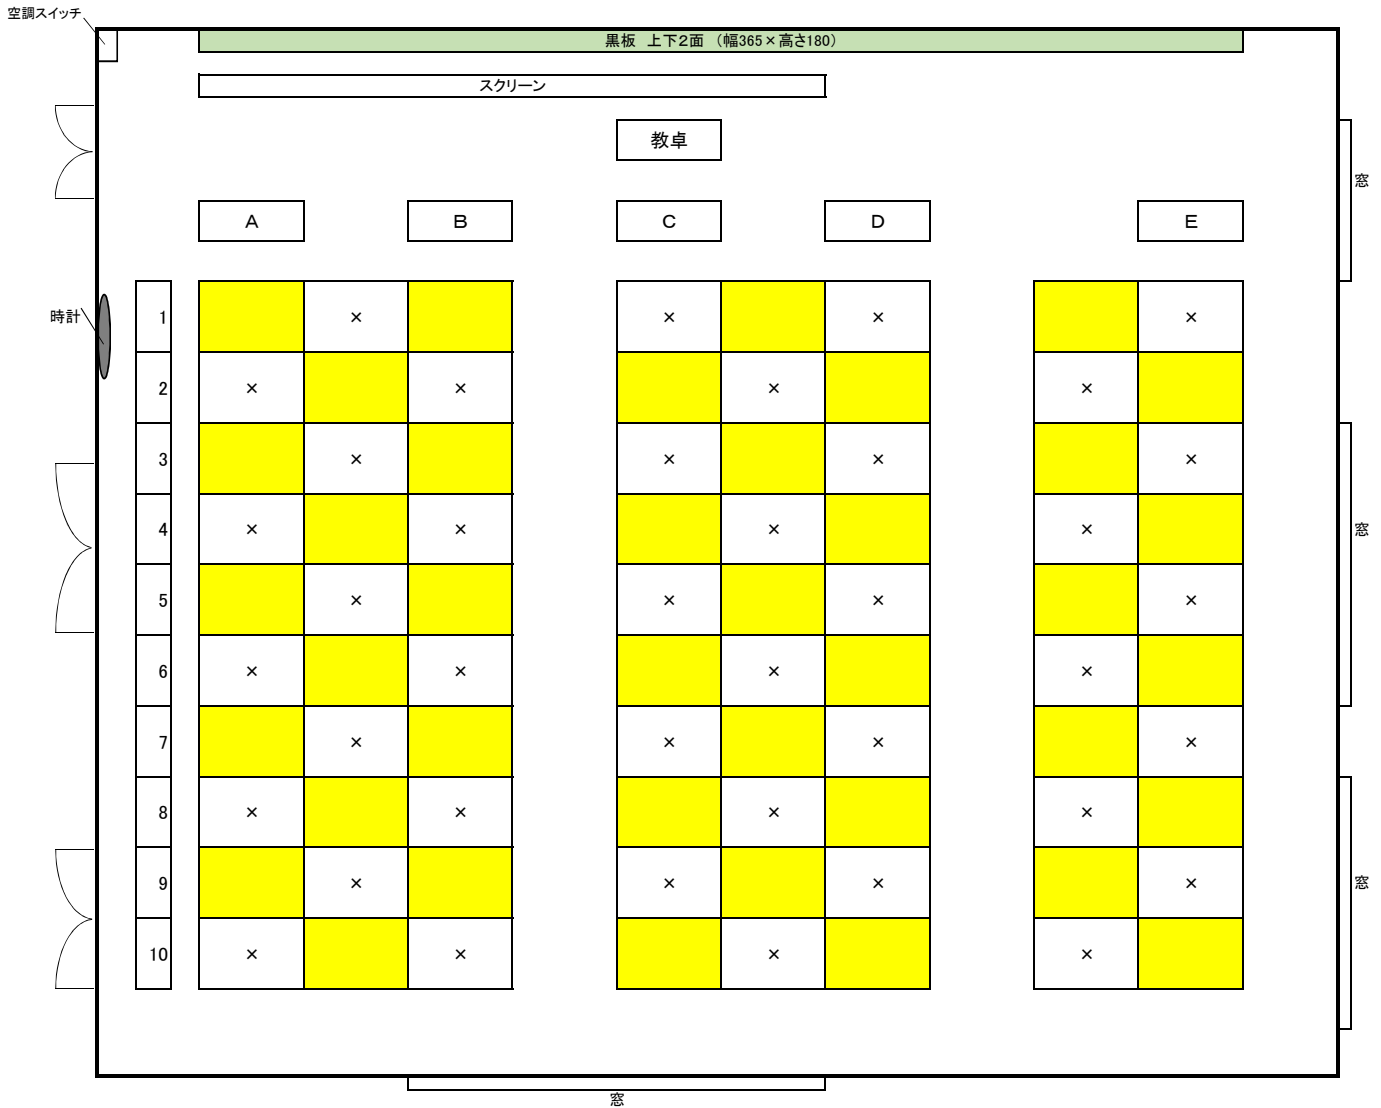 空調スイッチ
黒板 上下2面 （幅365×高さ180）
スクリーン
教卓
窓
A B C D E
時計
1 × × × ×
2 × × × ×
3 × × × ×
窓
4 × × × ×
5 × × × ×
6 × × × ×
7 × × × ×
8 × × × ×
窓
9 × × × ×
10 × × × ×
窓